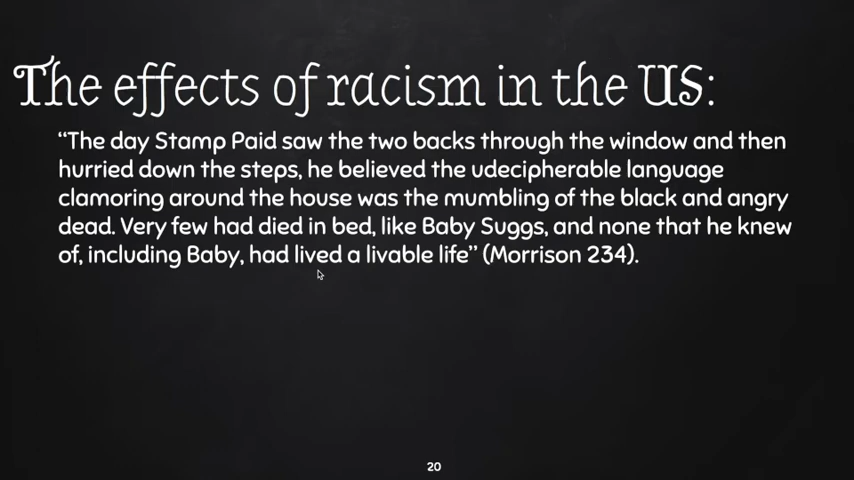 The effects of racism in the US:
“The day Stamp Paid saw the two backs through the window and then
hurried down the steps, he believed the udecipherable language
clamoring around the house was the mumbling of the black and angry
dead. Very few had died in bed, like Baby Suggs, and none that he knew
of, including Baby, had lived a livable life” (Morrison 234).
20